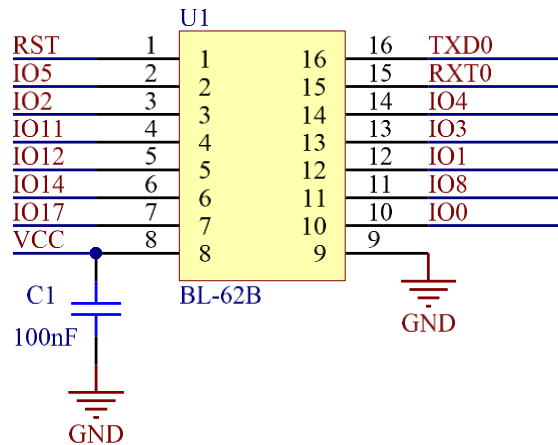 U1
RST 1 1 16 16 TXD0
IO5 2 2 15 15 RXT0
IO2 3 3 14 14 IO4
IO11 4 4 13 13 IO3
IO12 5 5 12 12 IO1
IO14 6 6 11 11 IO8
IO17 7 7 10 10 IO0
VCC 8 8 9 9
C1 BL-62B
100nF GND
GND